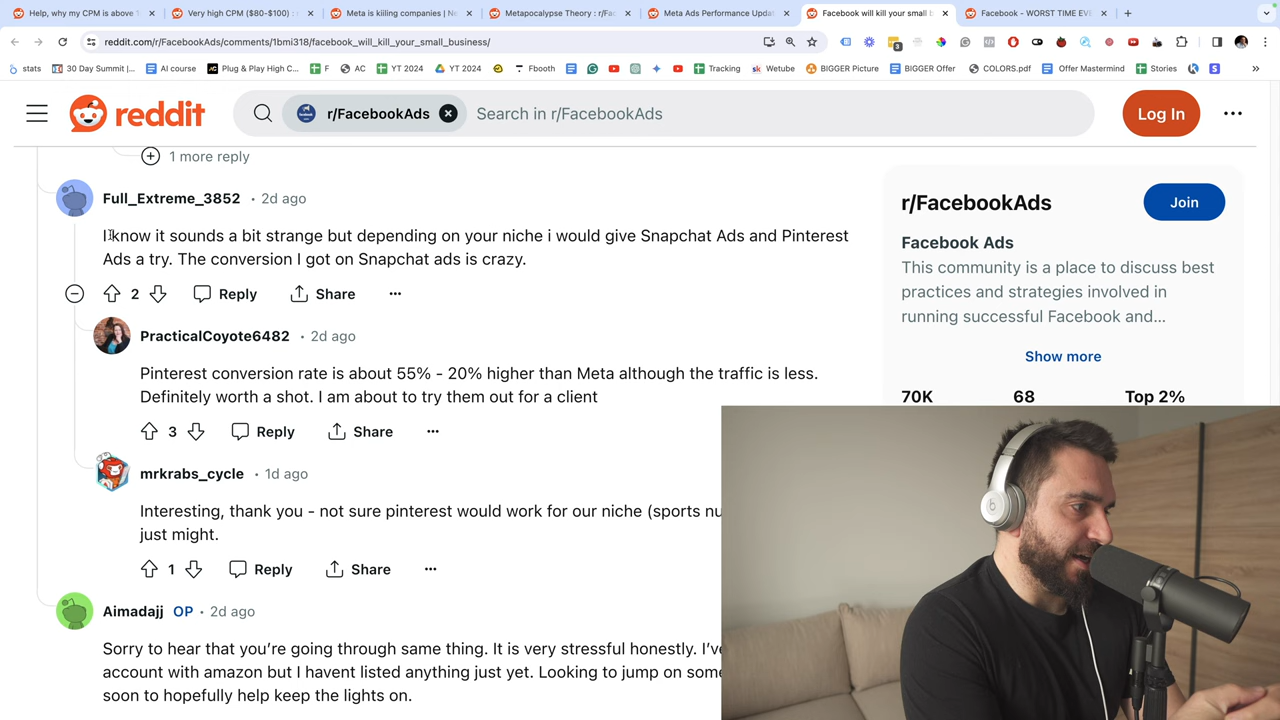 Help, why my CPM is above 1
Very high CPM ($80-$100) : r
Meta is kiiling companies | Ne
Metapocalypse Theory : r/Fac
Meta Ads Performance Updat
Facebook will kill your small b
Facebook - WORST TIME EVE
reddit.com/r/FacebookAds/comments/1bni318/facebook_will_kill_your_small_business/
3
stats
30 Day Summit |...
AI course
Plug & Play High C...
F
AC
YT 2024
YT 2024
Fbooth
Tracking
Wetube
BIGGER Picture
BIGGER Offer
COLORS.pdf
Offer Mastermind
Stories
reddit
r/FacebookAds
Search in r/FacebookAds
Log In
1 more reply
Full_Extreme_3852 • 2d ago
I know it sounds a bit strange but depending on your niche i would give Snapchat Ads and Pinterest
Ads a try. The conversion I got on Snapchat ads is crazy.
2 Reply Share ...
PracticalCoyote6482 • 2d ago
Pinterest conversion rate is about 55% - 20% higher than Meta although the traffic is less.
Definitely worth a shot. I am about to try them out for a client
3 Reply Share ...
mrkrabs_cycle • 1d ago
Interesting, thank you - not sure pinterest would work for our niche (sports nu
just might.
1 Reply Share ...
Aimadajj OP • 2d ago
Sorry to hear that you're going through same thing. It is very stressful honestly. I've
account with amazon but I havent listed anything just yet. Looking to jump on some
soon to hopefully help keep the lights on.
r/FacebookAds
Join
Facebook Ads
This community is a place to discuss best
practices and strategies involved in
running successful Facebook and...
Show more
70K 68 Top 2%